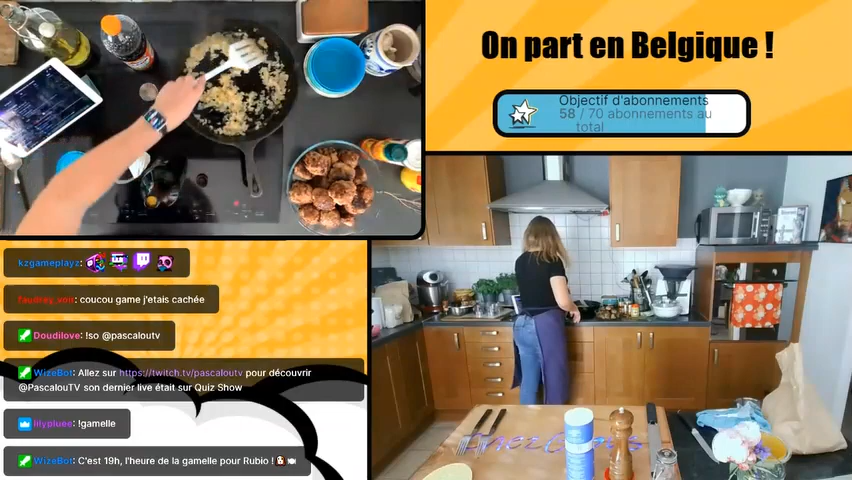 On part en Belgique !
Objectif d'abonnements
58 / 70 abonnements au
total
kzgameplayz:
: coucou game j'etais cachée
Doudilove: !so @pascaloutv
WizeBot: Allez sur https://twitch.tv/pascaloutv pour découvrir
@PascalouTV son dernier live était sur Quiz Show
lilypluee: !gamelle
WizeBot: C'est 19h, l'heure de la gamelle pour Rubio !